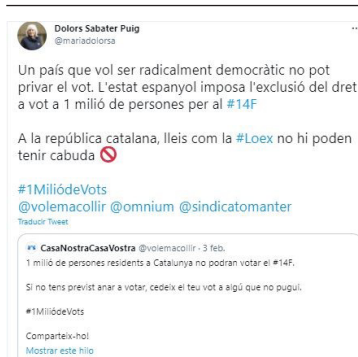 Dolors Sabater Puig
@mariadolorsa
Un país que vol ser radicalment democràtic no pot
privar el vot. L'estat espanyol imposa l'exclusió del dret
a vot a 1 milió de persones per al #14F
A la república catalana, lleis com la #Loex no hi poden
tenir cabuda 🚫
#1MiliódeVots
@volemacollir @omnium @sindicatomanter
Traducir Tweet
CasaNostraCasaVostra @volemacollir · 3 feb.
1 milió de persones residents a Catalunya no podran votar el #14F.
Si no tens previst anar a votar, cedeix el teu vot a algú que no pugui.
#1MiliódeVots
Comparteix-ho!
Mostrar este hilo